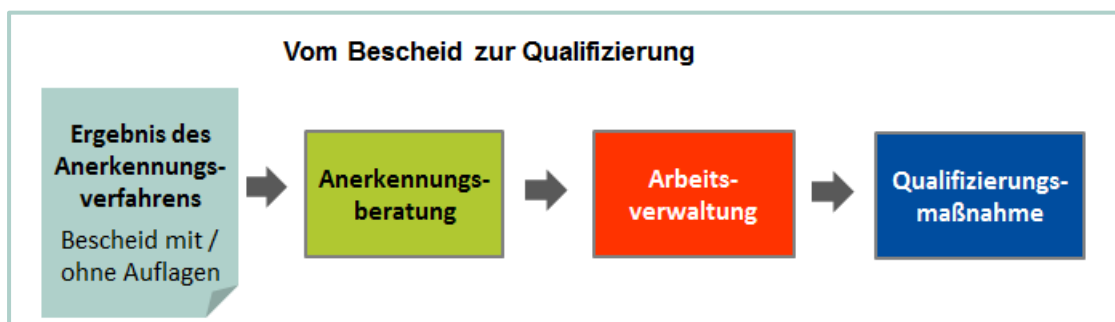 Vom Bescheid zur Qualifizierung
Ergebnis des
Anerkennungs-
verfahrens
Bescheid mit /
ohne Auflagen
Anerkennungs-
beratung
Arbeits-
verwaltung
Qualifizierungs-
maßnahme